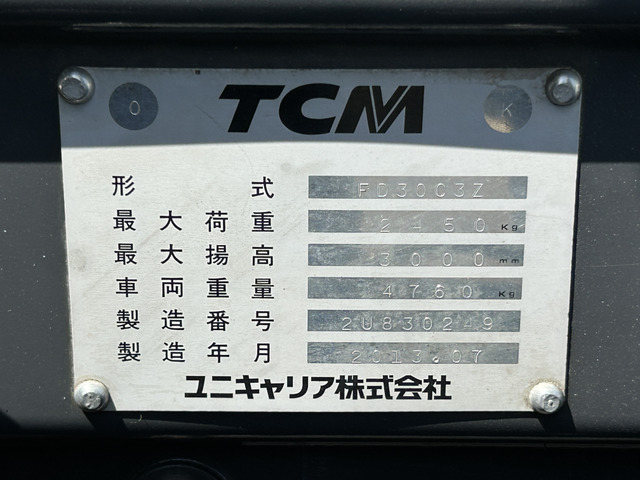 O TCM K
形式 FD30C3Z
最大荷重 2450 Kg
最大揚高 3000 mm
車両重量 4760 Kg
製造番号 2U8302-9
製造年月 2013.07
ユニキャリア株式会社